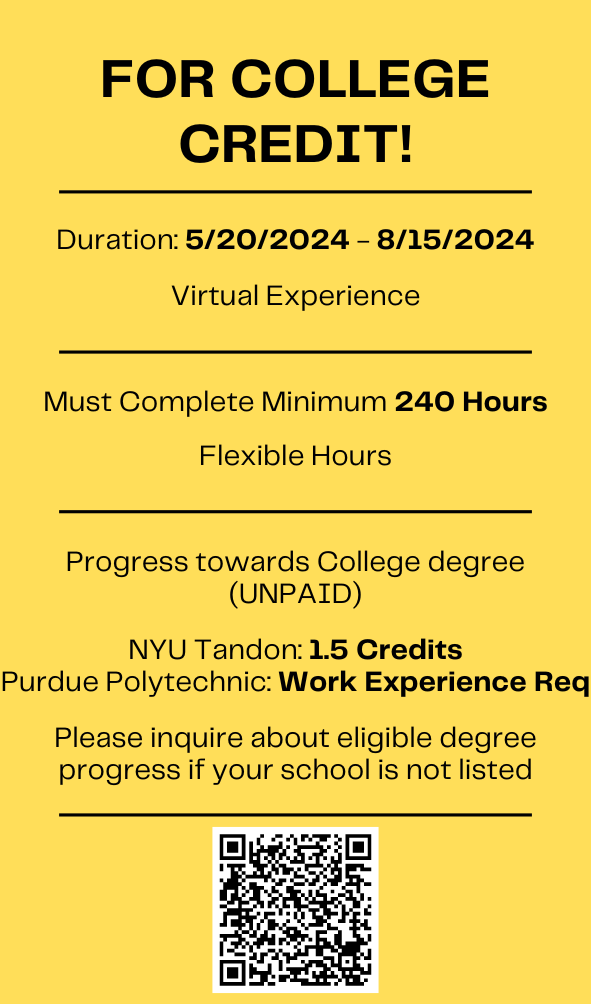 FOR COLLEGE
CREDIT!
Duration: 5/20/2024 - 8/15/2024
Virtual Experience
Must Complete Minimum 240 Hours
Flexible Hours
Progress towards College degree
(UNPAID)
NYU Tandon: 1.5 Credits
Purdue Polytechnic: Work Experience Req
Please inquire about eligible degree
progress if your school is not listed